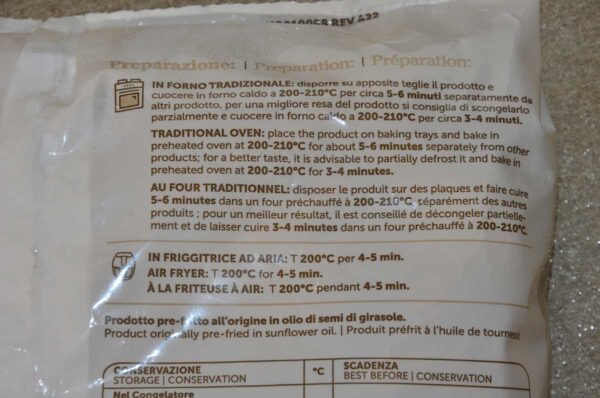 REV 422
Preparazione: | Preparation: | Préparation:
IN FORNO TRADIZIONALE: disporre su apposite teglie il prodotto e
cuocere in forno caldo a 200-210°C per circa 5-6 minuti separatamente da
altri prodotto, per una migliore resa del prodotto si consiglia di scongelarlo
parzialmente e cuocere in forno caldo a 200-210°C per circa 3-4 minuti.
TRADITIONAL OVEN: place the product on baking trays and bake in
preheated oven at 200-210°C for about 5-6 minutes separately from other
products; for a better taste, it is advisable to partially defrost it and bake in
preheated oven at 200-210°C for 3-4 minutes.
AU FOUR TRADITIONNEL: disposer le produit sur des plaques et faire cuire
5-6 minutes dans un four préchauffé à 200-210°C, séparément des autres
produits ; pour un meilleur résultat, il est conseillé de décongeler partielle-
ment et de laisser cuire 3-4 minutes dans un four préchauffé à 200-210°C.
IN FRIGGITRICE AD ARIA: T 200°C per 4-5 min.
AIR FRYER: T 200°C for 4-5 min.
À LA FRITEUSE À AIR: T 200°C pendant 4-5 min.
Prodotto pre-fritto all'origine in olio di semi di girasole.
Product originally pre-fried in sunflower oil. | Produit préfrit à l'huile de tournesol
CONSERVAZIONE °C SCADENZA
STORAGE | CONSERVATION BEST BEFORE | CONSERVATION
Nel Congelatore